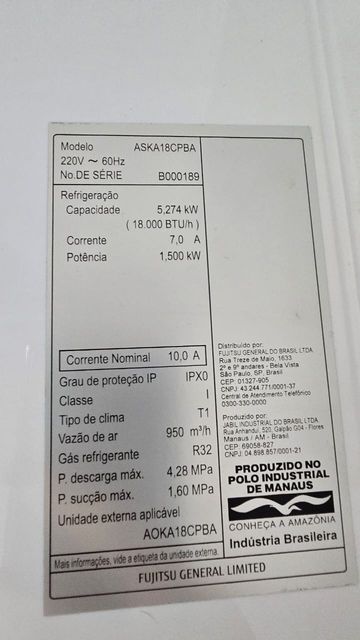 Modelo ASKA18CPBA
220V ~ 60Hz
No.DE SÉRIE B000189
Refrigeração
Capacidade 5,274 kW
( 18.000 BTU/h )
Corrente 7,0 A
Potência 1,500 kW
Corrente Nominal 10,0 A
Grau de proteção IP IPX0
Classe I
Tipo de clima T1
Vazão de ar 950 m³/h
Gás refrigerante R32
P. descarga máx. 4,28 MPa
P. sucção máx. 1,60 MPa
Unidade externa aplicável
AOKA18CPBA
Mais informações, vide a etiqueta da unidade externa.
Distribuido por:
FUJITSU GENERAL DO BRASIL LTDA.
Rua Treze de Maio, 1633
2º e 9º andares - Bela Vista
São Paulo, SP, Brasil
CEP: 01327-905
CNPJ: 43.244.771/0001-37
Central de Atendimento Telefônico
0300-330-0000
Produzido por:
JABIL INDUSTRIAL DO BRASIL LTDA
Rua Anhandui, 520, Galpão G04 - Flores
Manaus / AM - Brasil
CEP: 69058-827
CNPJ: 04.898.857/0001-21
PRODUZIDO NO
POLO INDUSTRIAL
DE MANAUS
CONHEÇA A AMAZÔNIA
Indústria Brasileira
FUJITSU GENERAL LIMITED